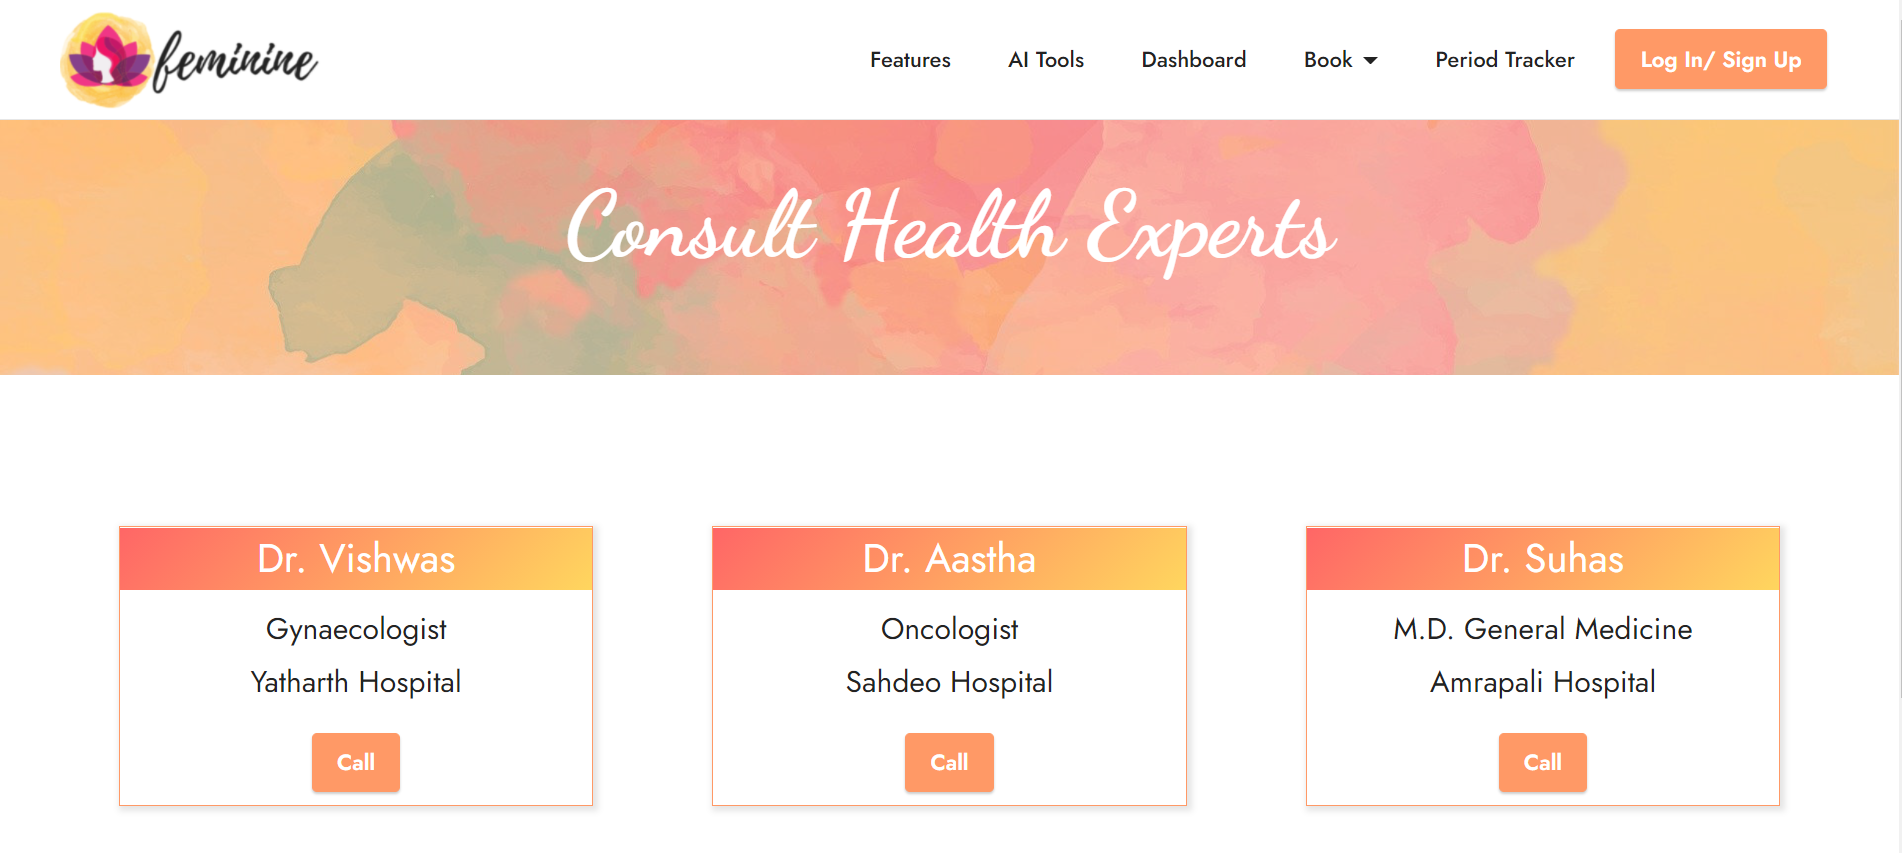 feminine
Features
AI Tools
Dashboard
Book
Period Tracker
Log In/ Sign Up
Consult Health Experts
Dr. Vishwas
Gynaecologist
Yatharth Hospital
Call
Dr. Aastha
Oncologist
Sahdeo Hospital
Call
Dr. Suhas
M.D. General Medicine
Amrapali Hospital
Call